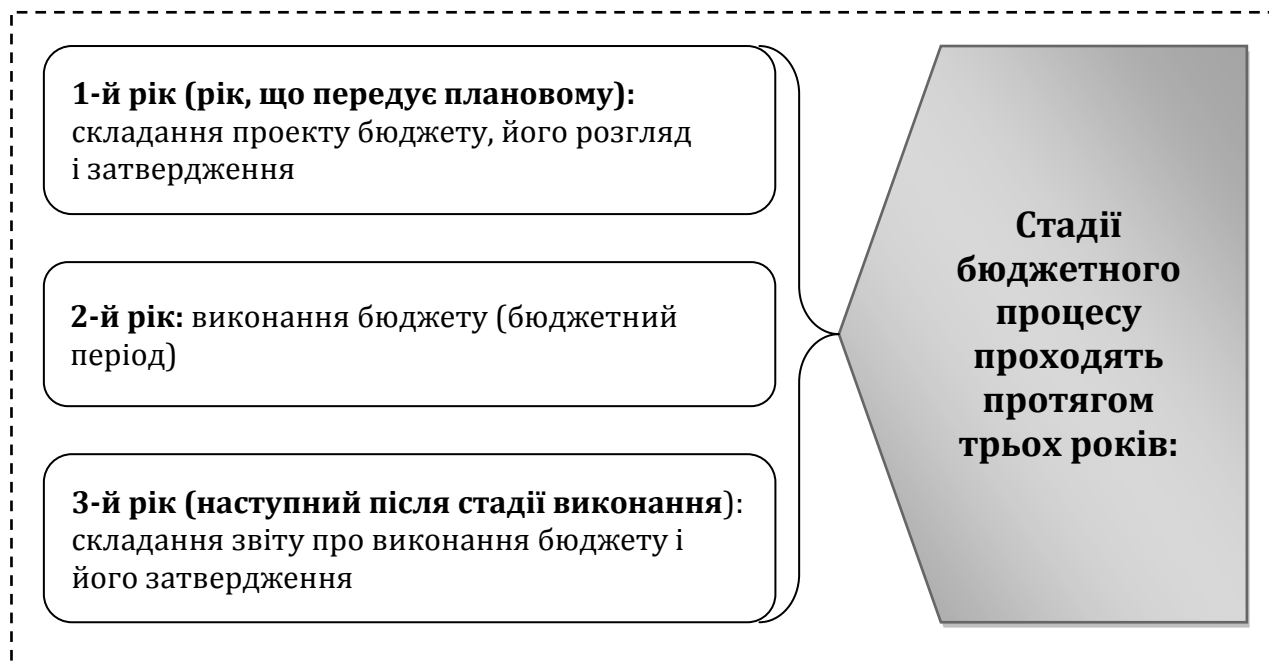 1-й рік (рік, що передує плановому):
складання проекту бюджету, його розгляд
і затвердження
2-й рік: виконання бюджету (бюджетний
період)
3-й рік (наступний після стадії виконання):
складання звіту про виконання бюджету і
його затвердження
Стадії
бюджетного
процесу
проходять
протягом
трьох років: